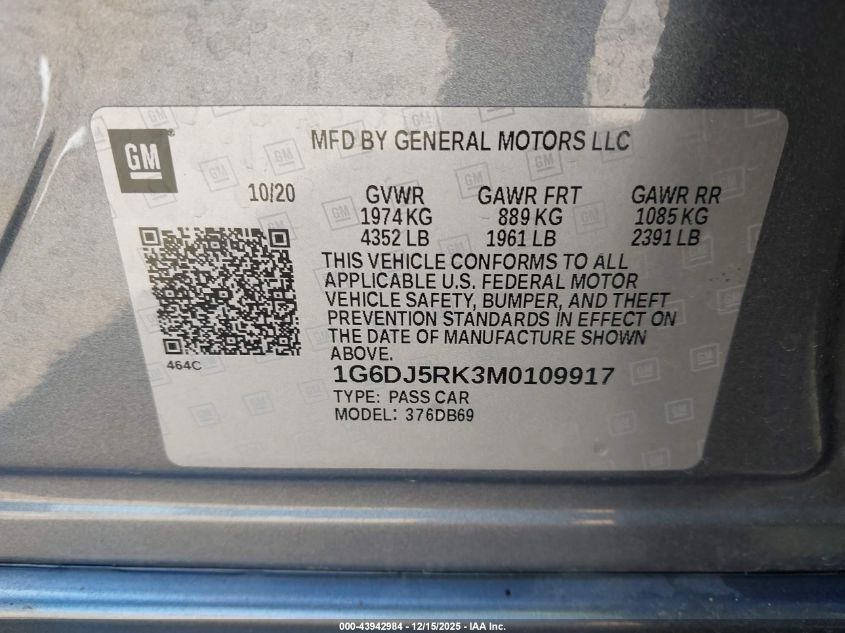 GM
MFD BY GENERAL MOTORS LLC
10/20 GVWR GAWR FRT GAWR RR
1974 KG 889 KG 1085 KG
4352 LB 1961 LB 2391 LB
THIS VEHICLE CONFORMS TO ALL
APPLICABLE U.S. FEDERAL MOTOR
VEHICLE SAFETY, BUMPER, AND THEFT
PREVENTION STANDARDS IN EFFECT ON
THE DATE OF MANUFACTURE SHOWN
ABOVE.
464C
1G6DJ5RK3M0109917
TYPE: PASS CAR
MODEL: 376DB69
000-43942984 - 12/15/2025 - IAA Inc.